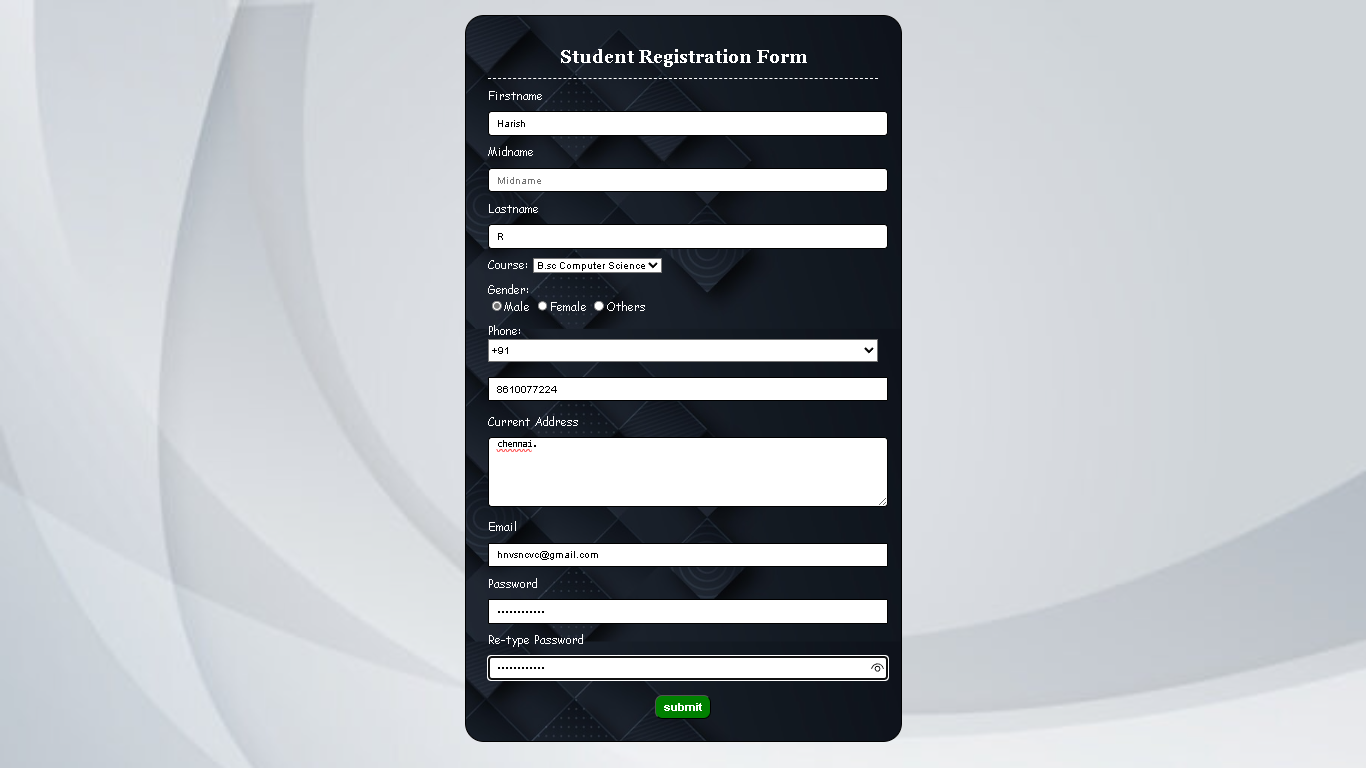 Student Registration Form
Firstname
Harish
Midname
Midname
Lastname
R
Course: B.sc Computer Science
Gender:
Male Female Others
Phone:
+91
8610077224
Current Address
chennai.
Email
hnvsncvc@gmail.com
Password
••••••••••••
Re-type Password
••••••••••••
submit